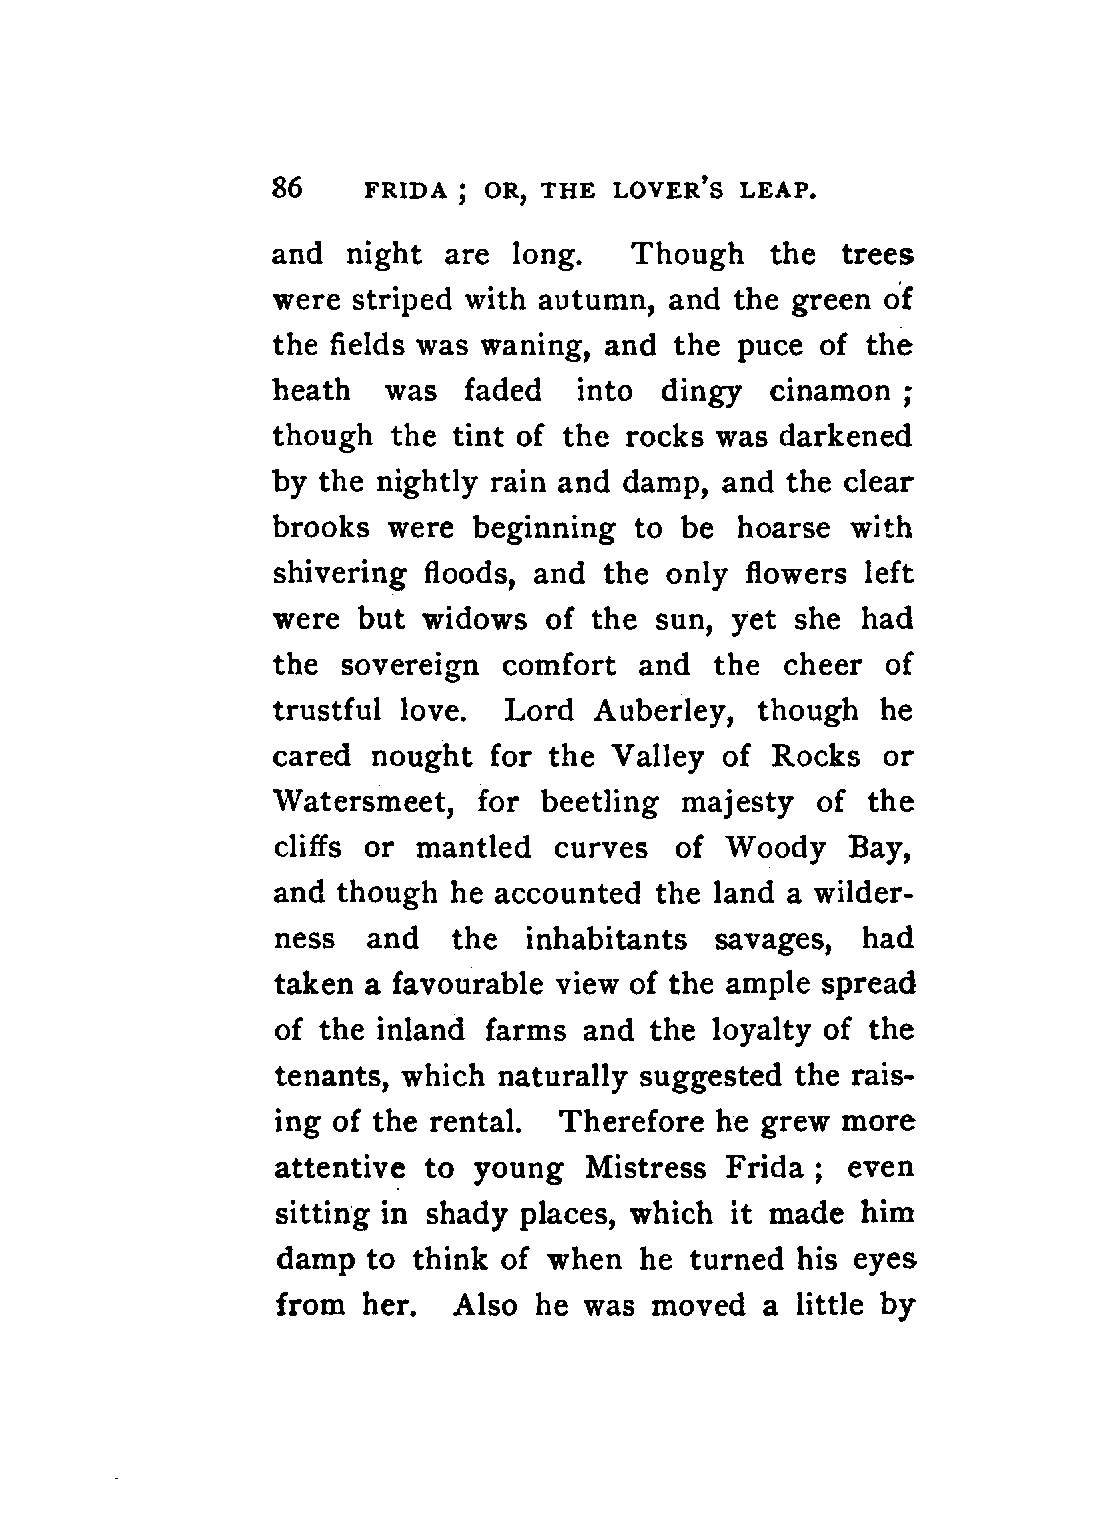 86 FRIDA ; OR, THE LOVER'S LEAP.
and night are long. Though the trees
were striped with autumn, and the green of
the fields was waning, and the puce of the
heath was faded into dingy cinamon ;
though the tint of the rocks was darkened
by the nightly rain and damp, and the clear
brooks were beginning to be hoarse with
shivering floods, and the only flowers left
were but widows of the sun, yet she had
the sovereign comfort and the cheer of
trustful love. Lord Auberley, though he
cared nought for the Valley of Rocks or
Watersmeet, for beetling majesty of the
cliffs or mantled curves of Woody Bay,
and though he accounted the land a wilder-
ness and the inhabitants savages, had
taken a favourable view of the ample spread
of the inland farms and the loyalty of the
tenants, which naturally suggested the rais-
ing of the rental. Therefore he grew more
attentive to young Mistress Frida ; even
sitting in shady places, which it made him
damp to think of when he turned his eyes
from her. Also he was moved a little by